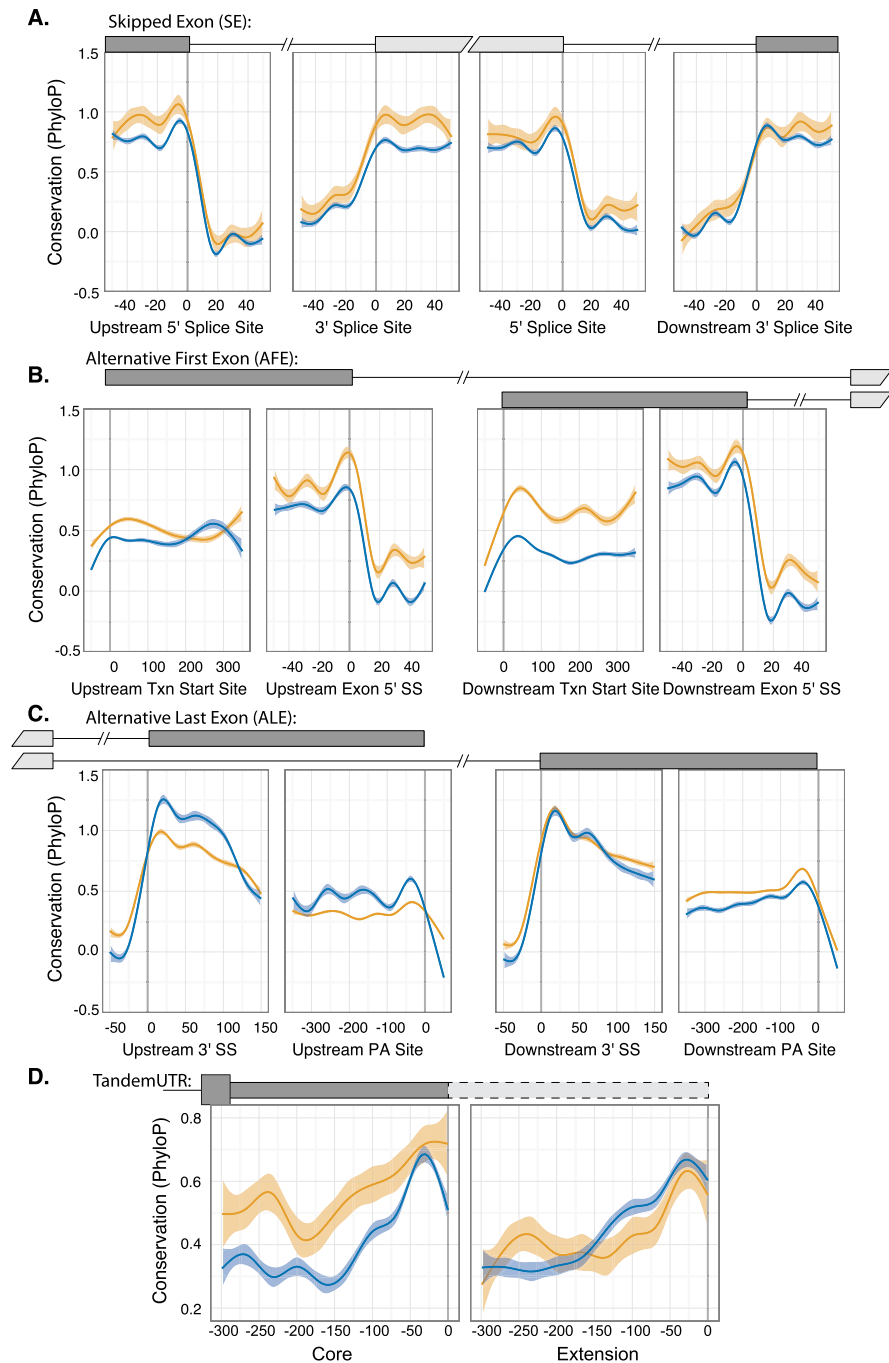 A.
Skipped Exon (SE):
Conservation (PhyloP)
1.5
1.0
0.5
0.0
-0.5
-40 -20 0 20 40
-40 -20 0 20 40
-40 -20 0 20 40
-40 -20 0 20 40
Upstream 5' Splice Site
3' Splice Site
5' Splice Site
Downstream 3' Splice Site
B.
Alternative First Exon (AFE):
Conservation (PhyloP)
1.5
1.0
0.5
0.0
-0.5
0 100 200 300
-40 -20 0 20 40
0 100 200 300
-40 -20 0 20 40
Upstream Txn Start Site
Upstream Exon 5' SS
Downstream Txn Start Site
Downstream Exon 5' SS
C.
Alternative Last Exon (ALE):
Conservation (PhyloP)
1.5
1.0
0.5
0.0
-0.5
-50 0 50 100 150
-300 -200 -100 0
-50 0 50 100 150
-300 -200 -100 0
Upstream 3' SS
Upstream PA Site
Downstream 3' SS
Downstream PA Site
D.
TandemUTR:
Conservation (PhyloP)
0.8
0.6
0.4
0.2
-300 -250 -200 -150 -100 -50 0
-300 -250 -200 -150 -100 -50 0
Core
Extension